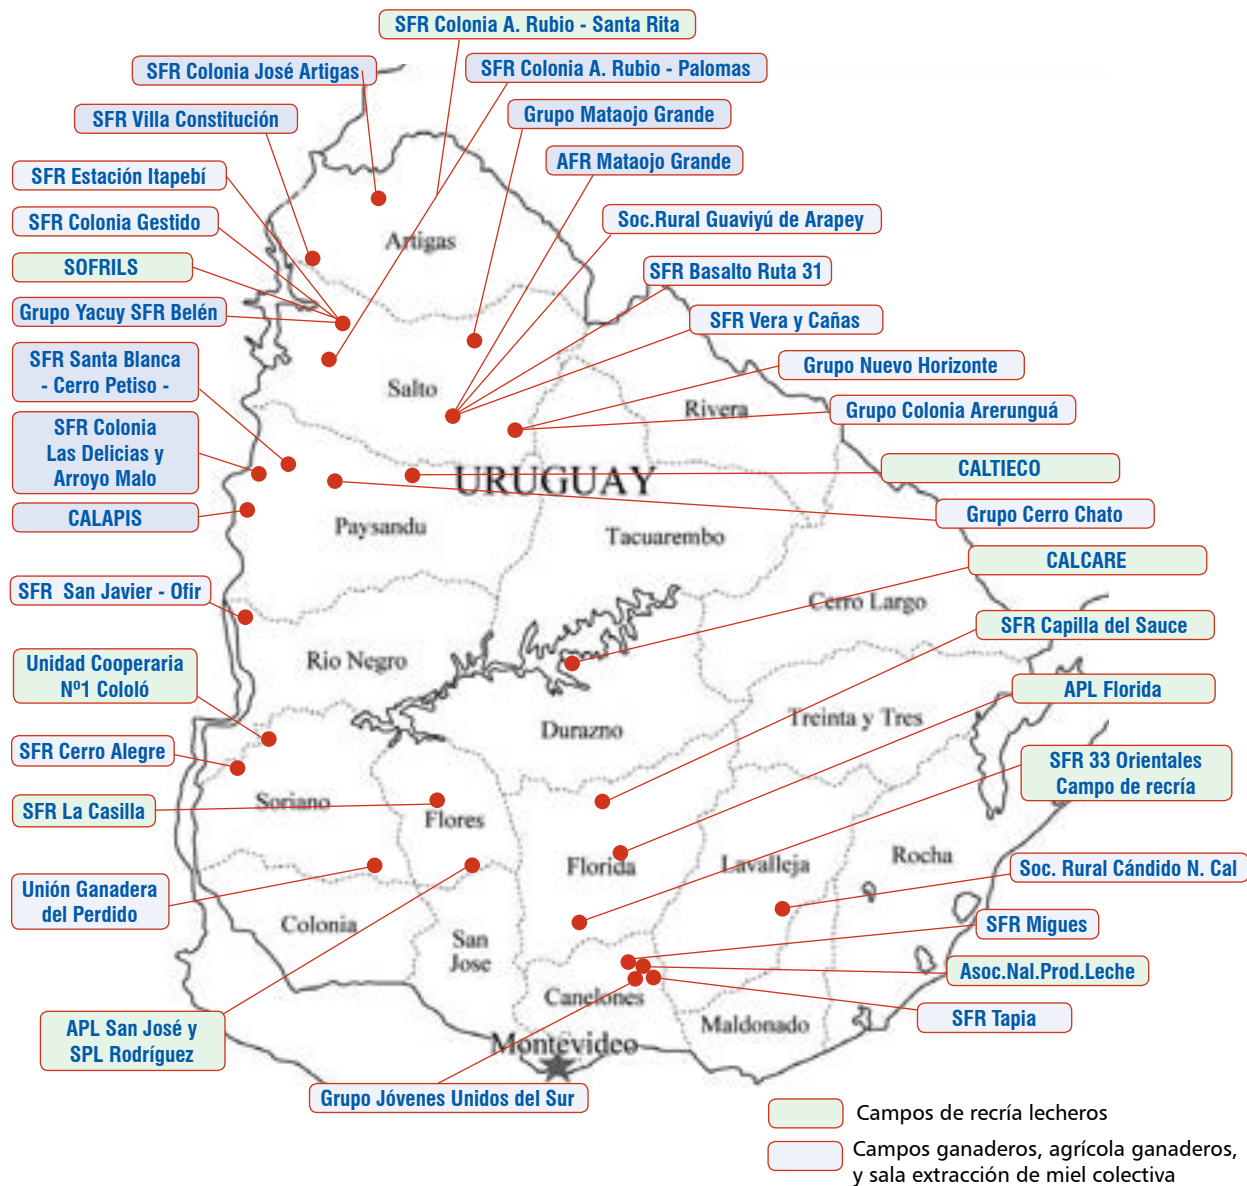 SFR Colonia A. Rubio - Santa Rita
SFR Colonia José Artigas
SFR Colonia A. Rubio - Palomas
SFR Villa Constitución
Grupo Mataojo Grande
AFR Mataojo Grande
SFR Estación Itapebí
SFR Colonia Gestido
Soc.Rural Guaviyú de Arapey
Artigas
SOFRILS
SFR Basalto Ruta 31
Grupo Yacuy SFR Belén
SFR Vera y Cañas
SFR Santa Blanca
- Cerro Petiso -
Grupo Nuevo Horizonte
Salto
Rivera
Grupo Colonia Arerunguá
SFR Colonia
Las Delicias y
Arroyo Malo
CALTIECO
URUGUAY
CALAPIS
Grupo Cerro Chato
Paysandu
Tacuarembo
CALCARE
SFR San Javier - Ofir
Cerro Largo
SFR Capilla del Sauce
Unidad Cooperaria
Nº1 Cololó
Rio Negro
APL Florida
Treinta y Tres
Durazno
SFR Cerro Alegre
SFR 33 Orientales
Campo de recría
SFR La Casilla
Soriano
Flores
Florida
Lavalleja
Rocha
Soc. Rural Cándido N. Cal
Unión Ganadera
del Perdido
Colonia
San
Jose
SFR Migues
Asoc.Nal.Prod.Leche
Canelones
Maldonado
SFR Tapia
APL San José y
SPL Rodríguez
Montevideo
Grupo Jóvenes Unidos del Sur
Campos de recría lecheros
Campos ganaderos, agrícola ganaderos,
y sala extracción de miel colectiva